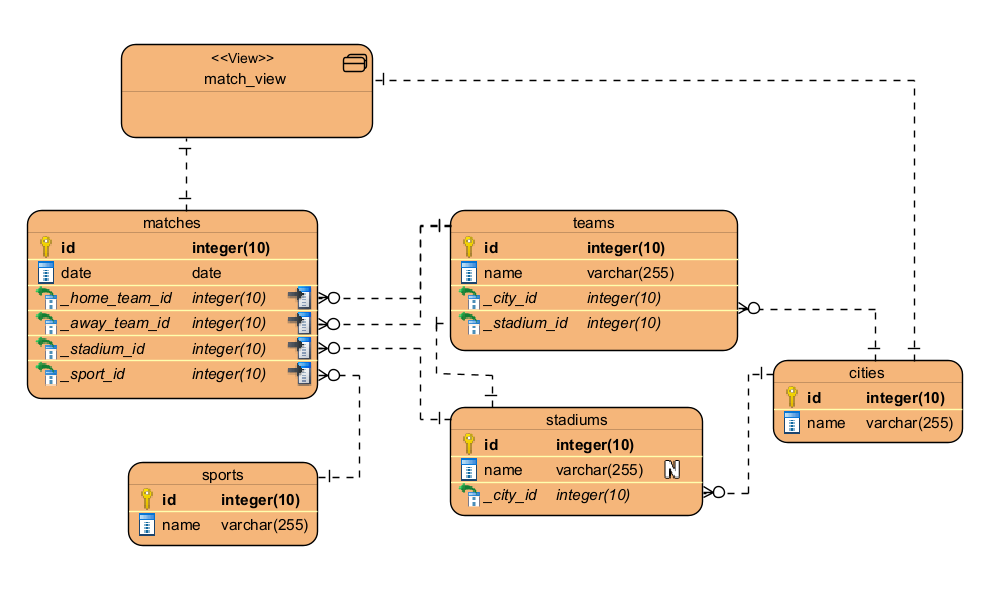 <<View>>
match_view
matches
id integer(10)
date date
_home_team_id integer(10)
_away_team_id integer(10)
_stadium_id integer(10)
_sport_id integer(10)
teams
id integer(10)
name varchar(255)
_city_id integer(10)
_stadium_id integer(10)
cities
id integer(10)
name varchar(255)
stadiums
id integer(10)
name varchar(255) N
_city_id integer(10)
sports
id integer(10)
name varchar(255)